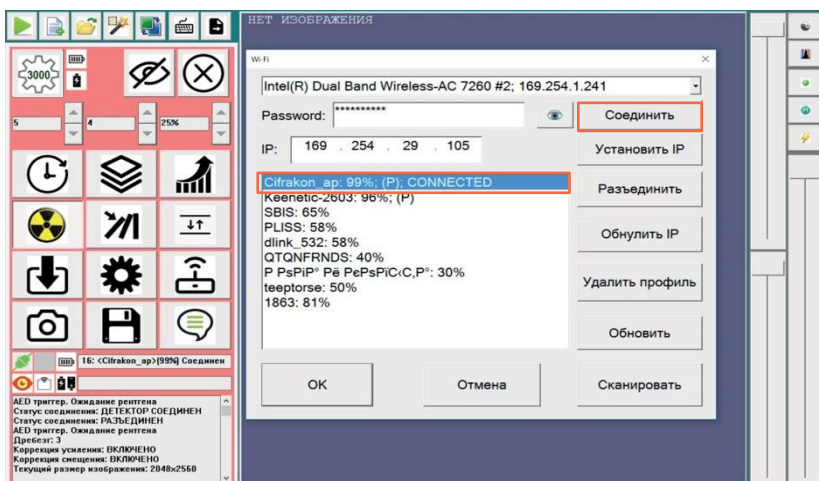 НЕТ ИЗОБРАЖЕНИЯ
3000
5
4
25%
16: <Cifrakon_ap>(99%) Соединен
АЕD триггер. Ожидание рентгена
Статус соединения: ДЕТЕКТОР СОЕДИНЕН
Статус соединения: РАЗЪЕДИНЕН
АЕD триггер. Ожидание рентгена
Дребезг: 3
Коррекция усиления: ВКЛЮЧЕНО
Коррекция смещения: ВКЛЮЧЕНО
Текущий размер изображения: 2048x2560
Wi-Fi
Intel(R) Dual Band Wireless-AC 7260 #2; 169.254.1.241
Password: **********
Соединить
IP: 169 . 254 . 29 . 105
Установить IP
Cifrakon_ap: 99%; (P); CONNECTED
Keenetic-2603: 96%; (P)
SBIS: 65%
PLISS: 58%
dlink_532: 58%
QTQNFRNDS: 40%
Р РѕРіР° Рё РєРѕРїС‹С‚Р°: 30%
teeptorse: 50%
1863: 81%
Разъединить
Обнулить IP
Удалить профиль
Обновить
OK
Отмена
Сканировать